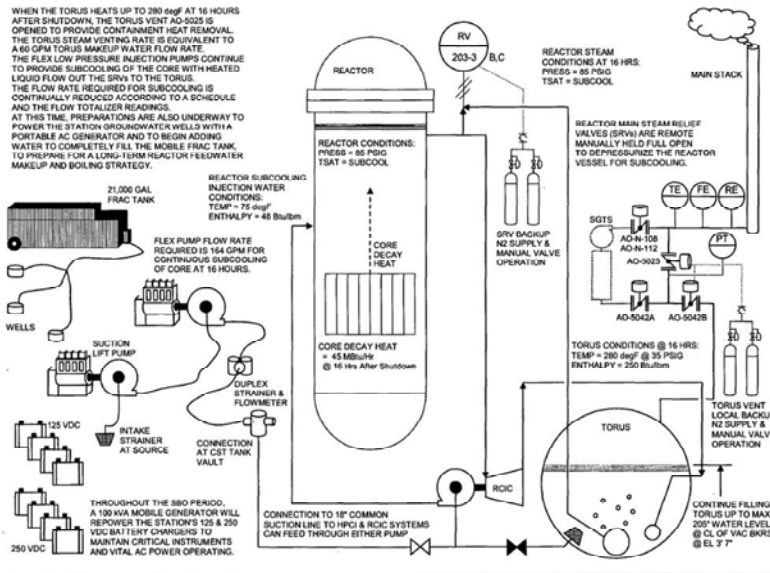 WHEN THE TORUS HEATS UP TO 280 degF AT 16 HOURS
AFTER SHUTDOWN, THE TORUS VENT AO-5025 IS
OPENED TO PROVIDE CONTAINMENT HEAT REMOVAL.
THE TORUS STEAM VENTING RATE IS EQUIVALENT TO
A 60 GPM TORUS MAKEUP WATER FLOW RATE.
THE FLEX LOW PRESSURE INJECTION PUMPS CONTINUE
TO PROVIDE SUBCOOLING OF THE CORE WITH HEATED
LIQUID FLOW OUT THE SRVs TO THE TORUS.
THE FLOW RATE REQUIRED FOR SUBCOOLING IS
CONTINUALLY REDUCED ACCORDING TO A SCHEDULE
AND THE FLOW TOTALIZER READINGS.
AT THIS TIME, PREPARATIONS ARE ALSO UNDERWAY TO
POWER THE STATION GROUNDWATER WELLS WITH A
PORTABLE AC GENERATOR AND TO BEGIN ADDING
WATER TO COMPLETELY FILL THE MOBILE FRAC TANK,
TO PREPARE FOR A LONG-TERM REACTOR FEEDWATER
MAKEUP AND BOILING STRATEGY.
REACTOR
RV
203-3
B,C
REACTOR STEAM
CONDITIONS AT 16 HRS:
PRESS = 85 PSIG
TSAT = SUBCOOL
MAIN STACK
REACTOR MAIN STEAM RELIEF
VALVES (SRVs) ARE REMOTE
MANUALLY HELD FULL OPEN
TO DEPRESSURIZE THE REACTOR
VESSEL FOR SUBCOOLING.
REACTOR CONDITIONS:
PRESS = 85 PSIG
TSAT = SUBCOOL
REACTOR SUBCOOLING
INJECTION WATER
CONDITIONS:
TEMP = 75 degF
ENTHALPY = 48 Btu/lbm
21,000 GAL
FRAC TANK
TE
FE
RE
SGTS
AO-N-108
AO-N-112
AO-5025
PT
SRV BACKUP
N2 SUPPLY &
MANUAL VALVE
OPERATION
FLEX PUMP FLOW RATE
REQUIRED IS 164 GPM FOR
CONTINUOUS SUBCOOLING
OF CORE AT 16 HOURS.
CORE
DECAY
HEAT
AO-5042A
AO-5042B
WELLS
SUCTION
LIFT PUMP
CORE DECAY HEAT
= 45 MBtu/Hr
@ 16 Hrs After Shutdown
TORUS CONDITIONS @ 16 HRS:
TEMP = 280 degF @ 35 PSIG
ENTHALPY = 250 Btu/lbm
DUPLEX
STRAINER &
FLOWMETER
TORUS VENT
LOCAL BACKU
N2 SUPPLY &
MANUAL VALV
OPERATION
125 VDC
INTAKE
STRAINER
AT SOURCE
CONNECTION
AT CST TANK
VAULT
TORUS
RCIC
THROUGHOUT THE SBO PERIOD,
A 100 kVA MOBILE GENERATOR WILL
REPOWER THE STATION'S 125 & 250
VDC BATTERY CHARGERS TO
MAINTAIN CRITICAL INSTRUMENTS
AND VITAL AC POWER OPERATING.
250 VDC
CONNECTION TO 18" COMMON
SUCTION LINE TO HPCI & RCIC SYSTEMS
CAN FEED THROUGH EITHER PUMP
CONTINUE FILLING
TORUS UP TO MAX
205" WATER LEVEL
@ CL OF VAC BKRS
@ EL 3' 7"